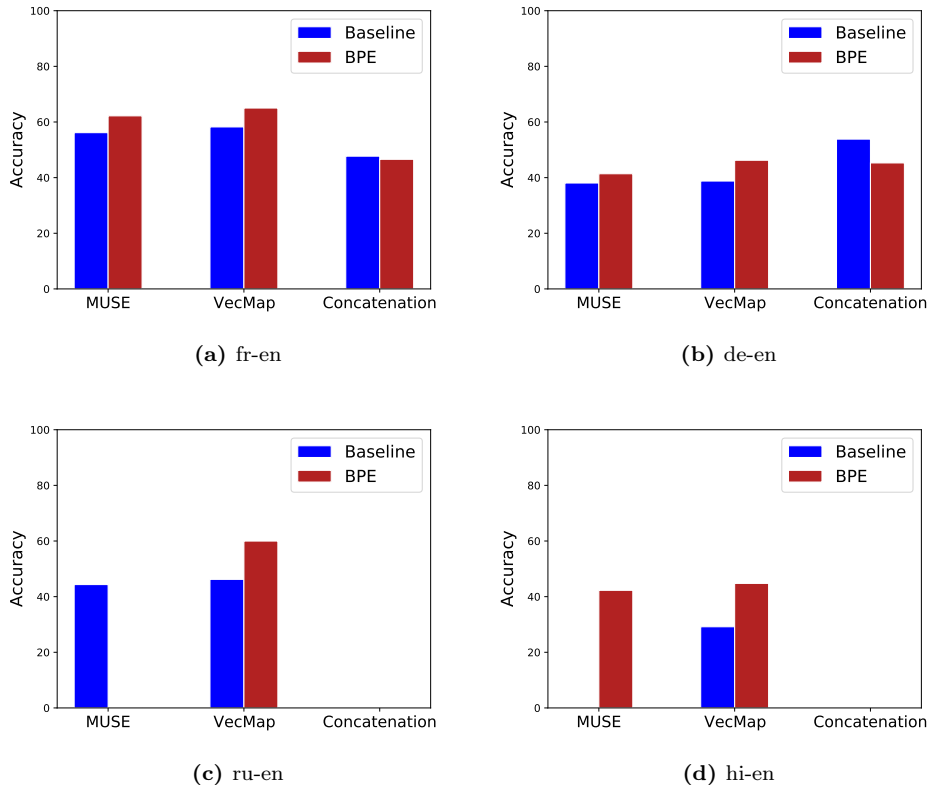 100
80
60
40
20
0
Accuracy
Baseline
BPE
MUSE VecMap Concatenation
(a) fr-en
100
80
60
40
20
0
Accuracy
Baseline
BPE
MUSE VecMap Concatenation
(b) de-en
100
80
60
40
20
0
Accuracy
Baseline
BPE
MUSE VecMap Concatenation
(c) ru-en
100
80
60
40
20
0
Accuracy
Baseline
BPE
MUSE VecMap Concatenation
(d) hi-en